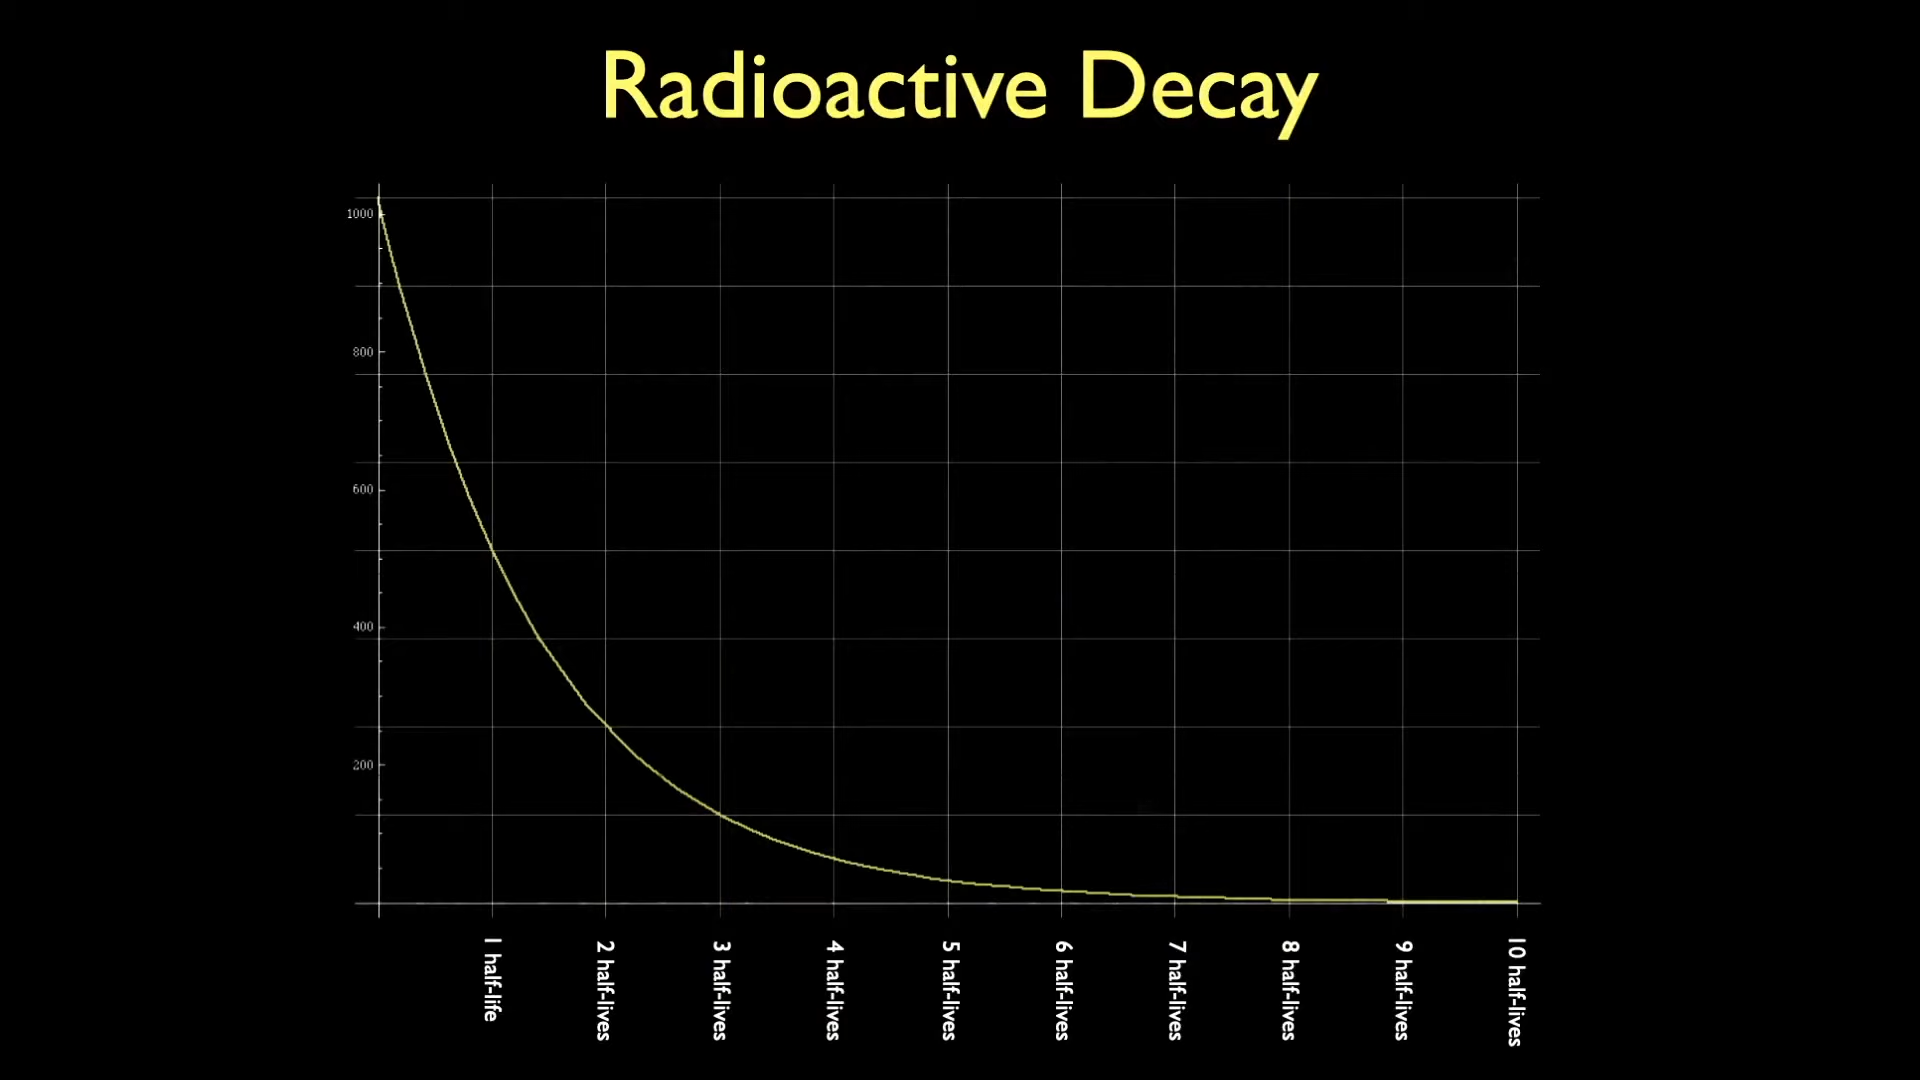 Radioactive Decay
1000
800
600
400
200
1 half-life
2 half-lives
3 half-lives
4 half-lives
5 half-lives
6 half-lives
7 half-lives
8 half-lives
9 half-lives
10 half-lives